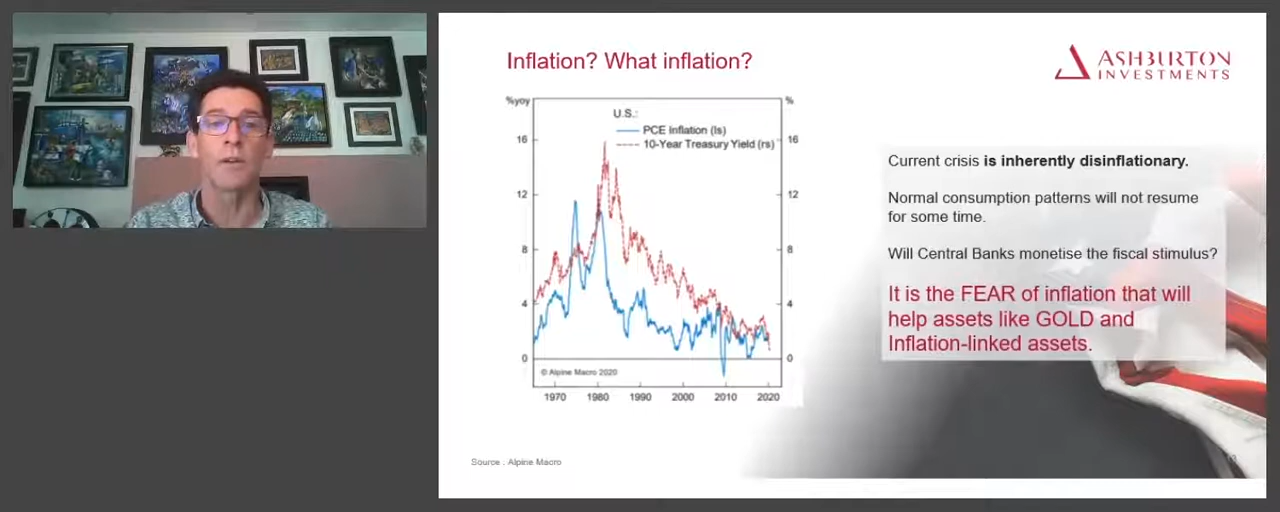 Inflation? What inflation?
ASHBURTON
INVESTMENTS
%yoy
%
U.S.:
PCE Inflation (ls)
10-Year Treasury Yield (rs)
16
16
12
12
8
8
4
4
0
0
© Alpine Macro 2020
1970 1980 1990 2000 2010 2020
Current crisis is inherently disinflationary.
Normal consumption patterns will not resume
for some time.
Will Central Banks monetise the fiscal stimulus?
It is the FEAR of inflation that will
help assets like GOLD and
Inflation-linked assets.
Source . Alpine Macro